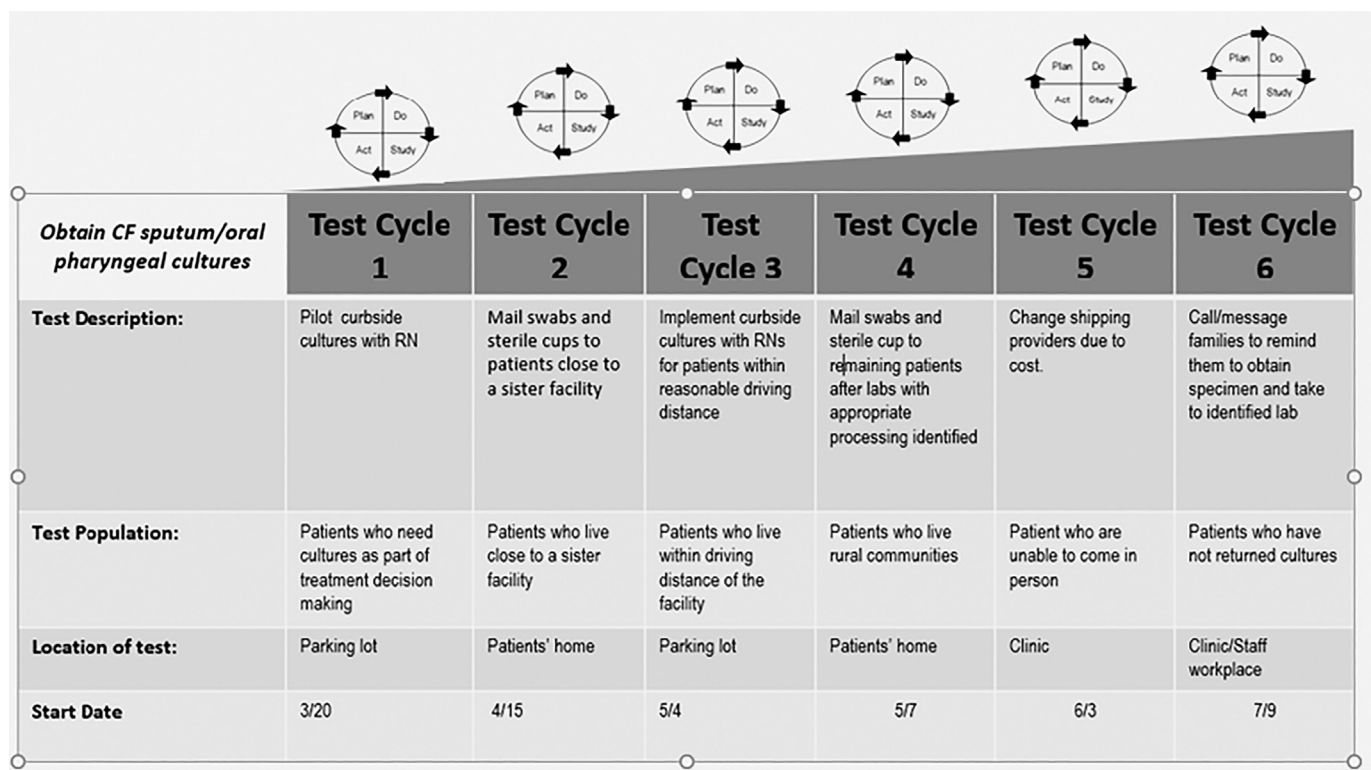 Plan Do
Act Study
Plan Do
Act Study
Plan Do
Act Study
Plan Do
Act Study
Plan Do
Act Study
Plan Do
Act Study
Obtain CF sputum/oral
pharyngeal cultures
Test Cycle
1
Test Cycle
2
Test
Cycle 3
Test Cycle
4
Test Cycle
5
Test Cycle
6
Test Description:
Pilot curbside
cultures with RN
Mail swabs and
sterile cups to
patients close to
a sister facility
Implement curbside
cultures with RNs
for patients within
reasonable driving
distance
Mail swabs and
sterile cup to
remaining patients
after labs with
appropriate
processing identified
Change shipping
providers due to
cost.
Call/message
families to remind
them to obtain
specimen and take
to identified lab
Test Population:
Patients who need
cultures as part of
treatment decision
making
Patients who live
close to a sister
facility
Patients who live
within driving
distance of the
facility
Patients who live
rural communities
Patient who are
unable to come in
person
Patients who have
not returned cultures
Location of test:
Parking lot
Patients' home
Parking lot
Patients' home
Clinic
Clinic/Staff
workplace
Start Date
3/20
4/15
5/4
5/7
6/3
7/9